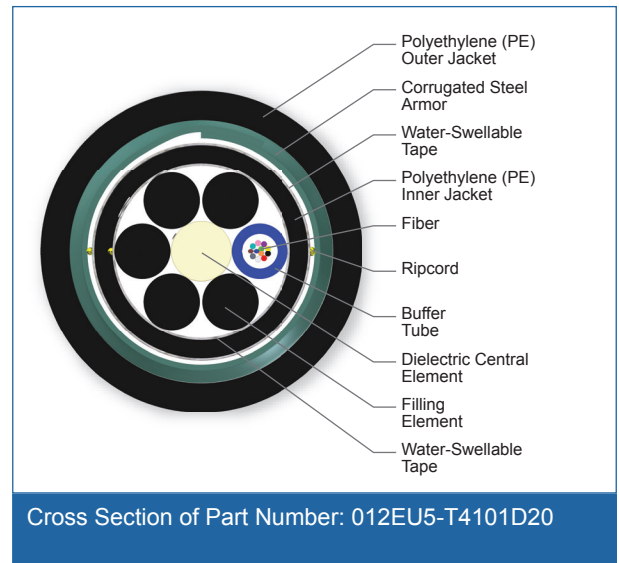 Polyethylene (PE)
Outer Jacket
Corrugated Steel
Armor
Water-Swellable
Tape
Polyethylene (PE)
Inner Jacket
Fiber
Ripcord
Buffer
Tube
Dielectric Central
Element
Filling
Element
Water-Swellable
Tape
Cross Section of Part Number: 012EU5-T4101D20